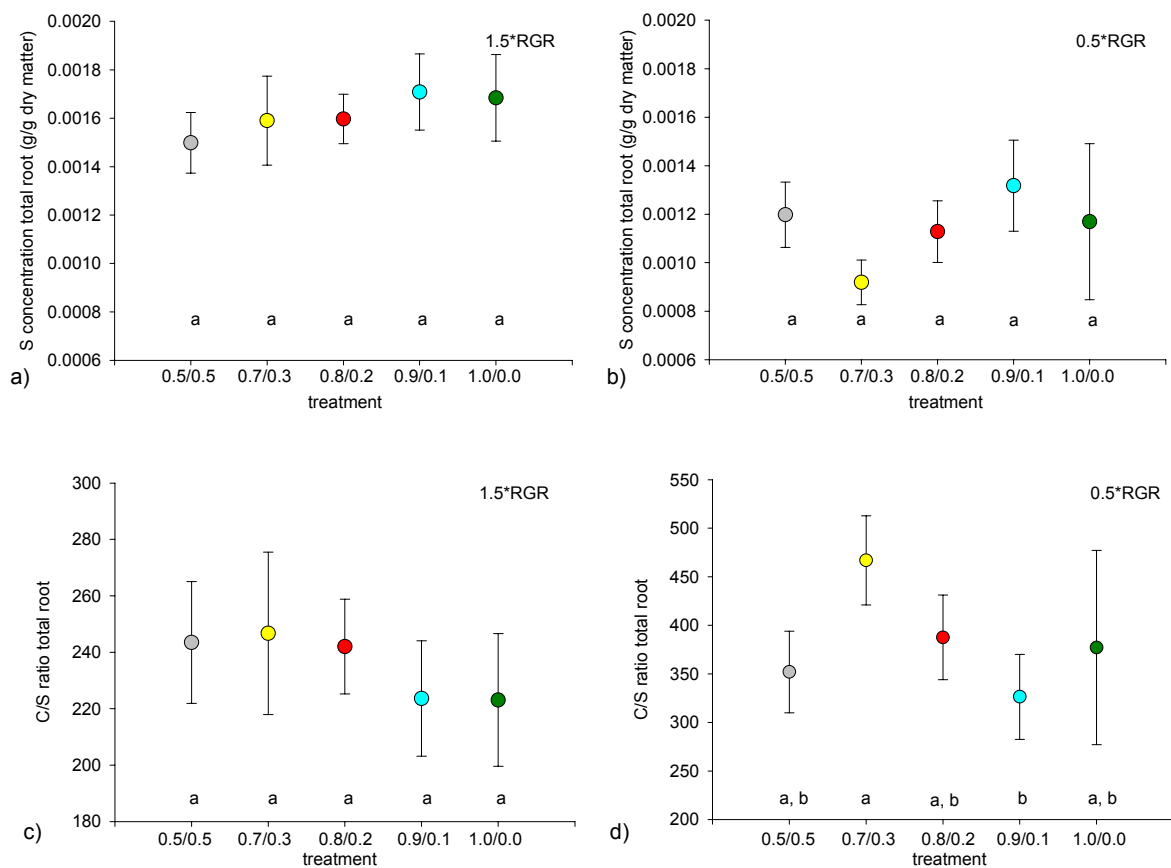 1.5*RGR
S concentration total root (g/g dry matter)
0.0020
0.0018
0.0016
0.0014
0.0012
0.0010
0.0008
0.0006
a a a a a
0.5/0.5 0.7/0.3 0.8/0.2 0.9/0.1 1.0/0.0
treatment
a)
0.5*RGR
S concentration total root (g/g dry matter)
0.0020
0.0018
0.0016
0.0014
0.0012
0.0010
0.0008
0.0006
a a a a a
0.5/0.5 0.7/0.3 0.8/0.2 0.9/0.1 1.0/0.0
treatment
b)
1.5*RGR
C/S ratio total root
300
280
260
240
220
200
180
a a a a a
0.5/0.5 0.7/0.3 0.8/0.2 0.9/0.1 1.0/0.0
treatment
c)
0.5*RGR
C/S ratio total root
550
500
450
400
350
300
250
200
a, b a a, b b a, b
0.5/0.5 0.7/0.3 0.8/0.2 0.9/0.1 1.0/0.0
treatment
d)